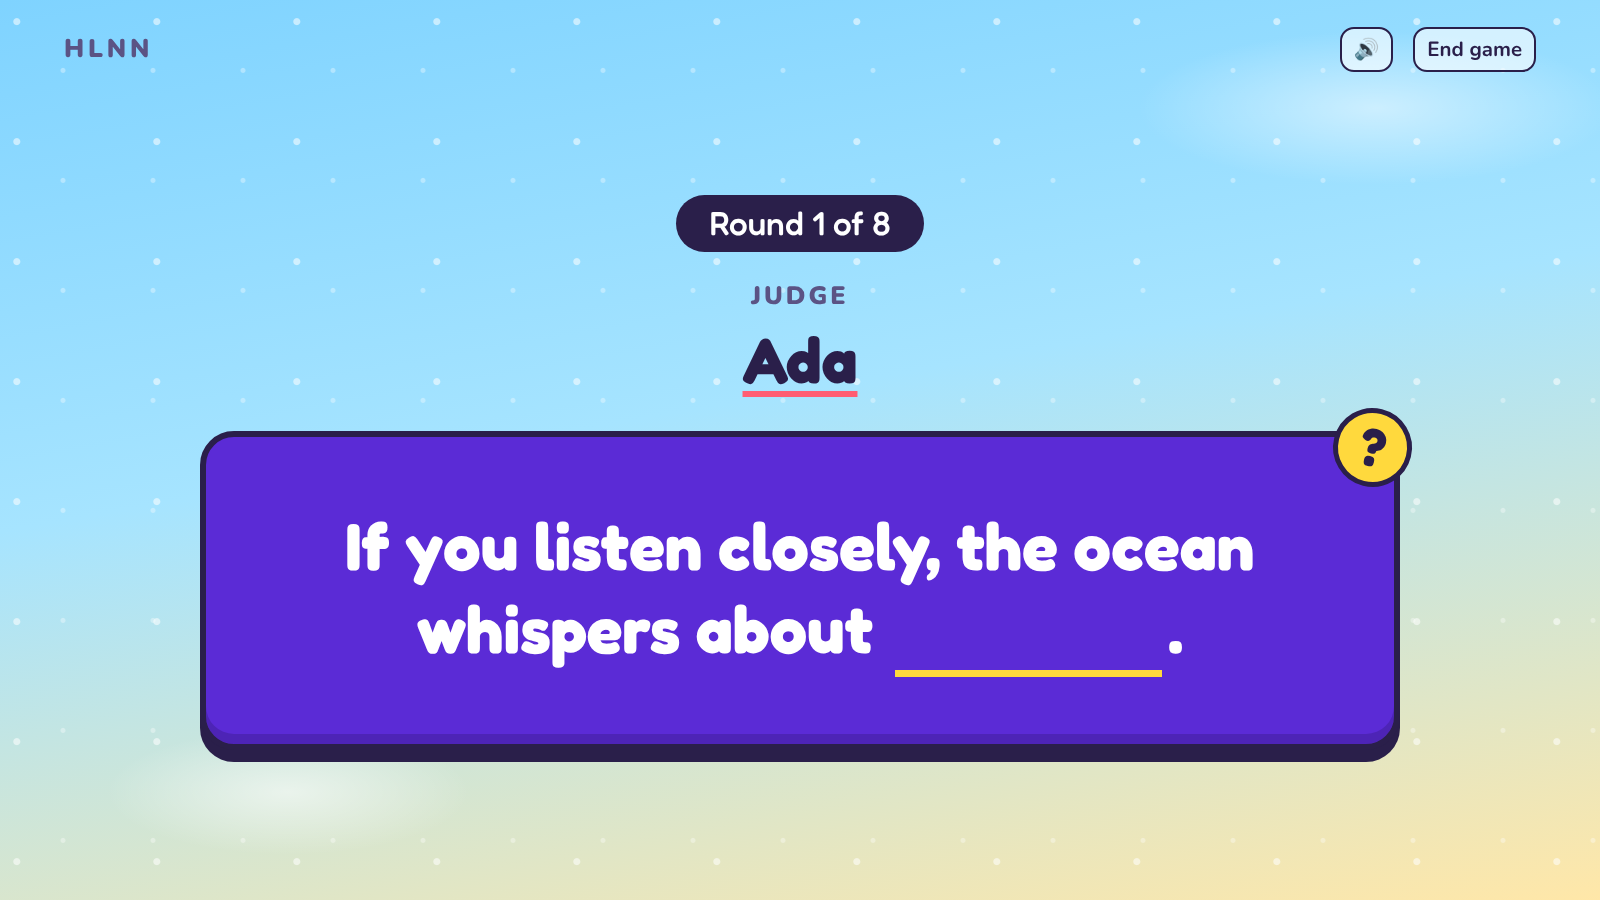 HLNN
End game
Round 1 of 8
JUDGE
Ada
?
If you listen closely, the ocean
whispers about ________.